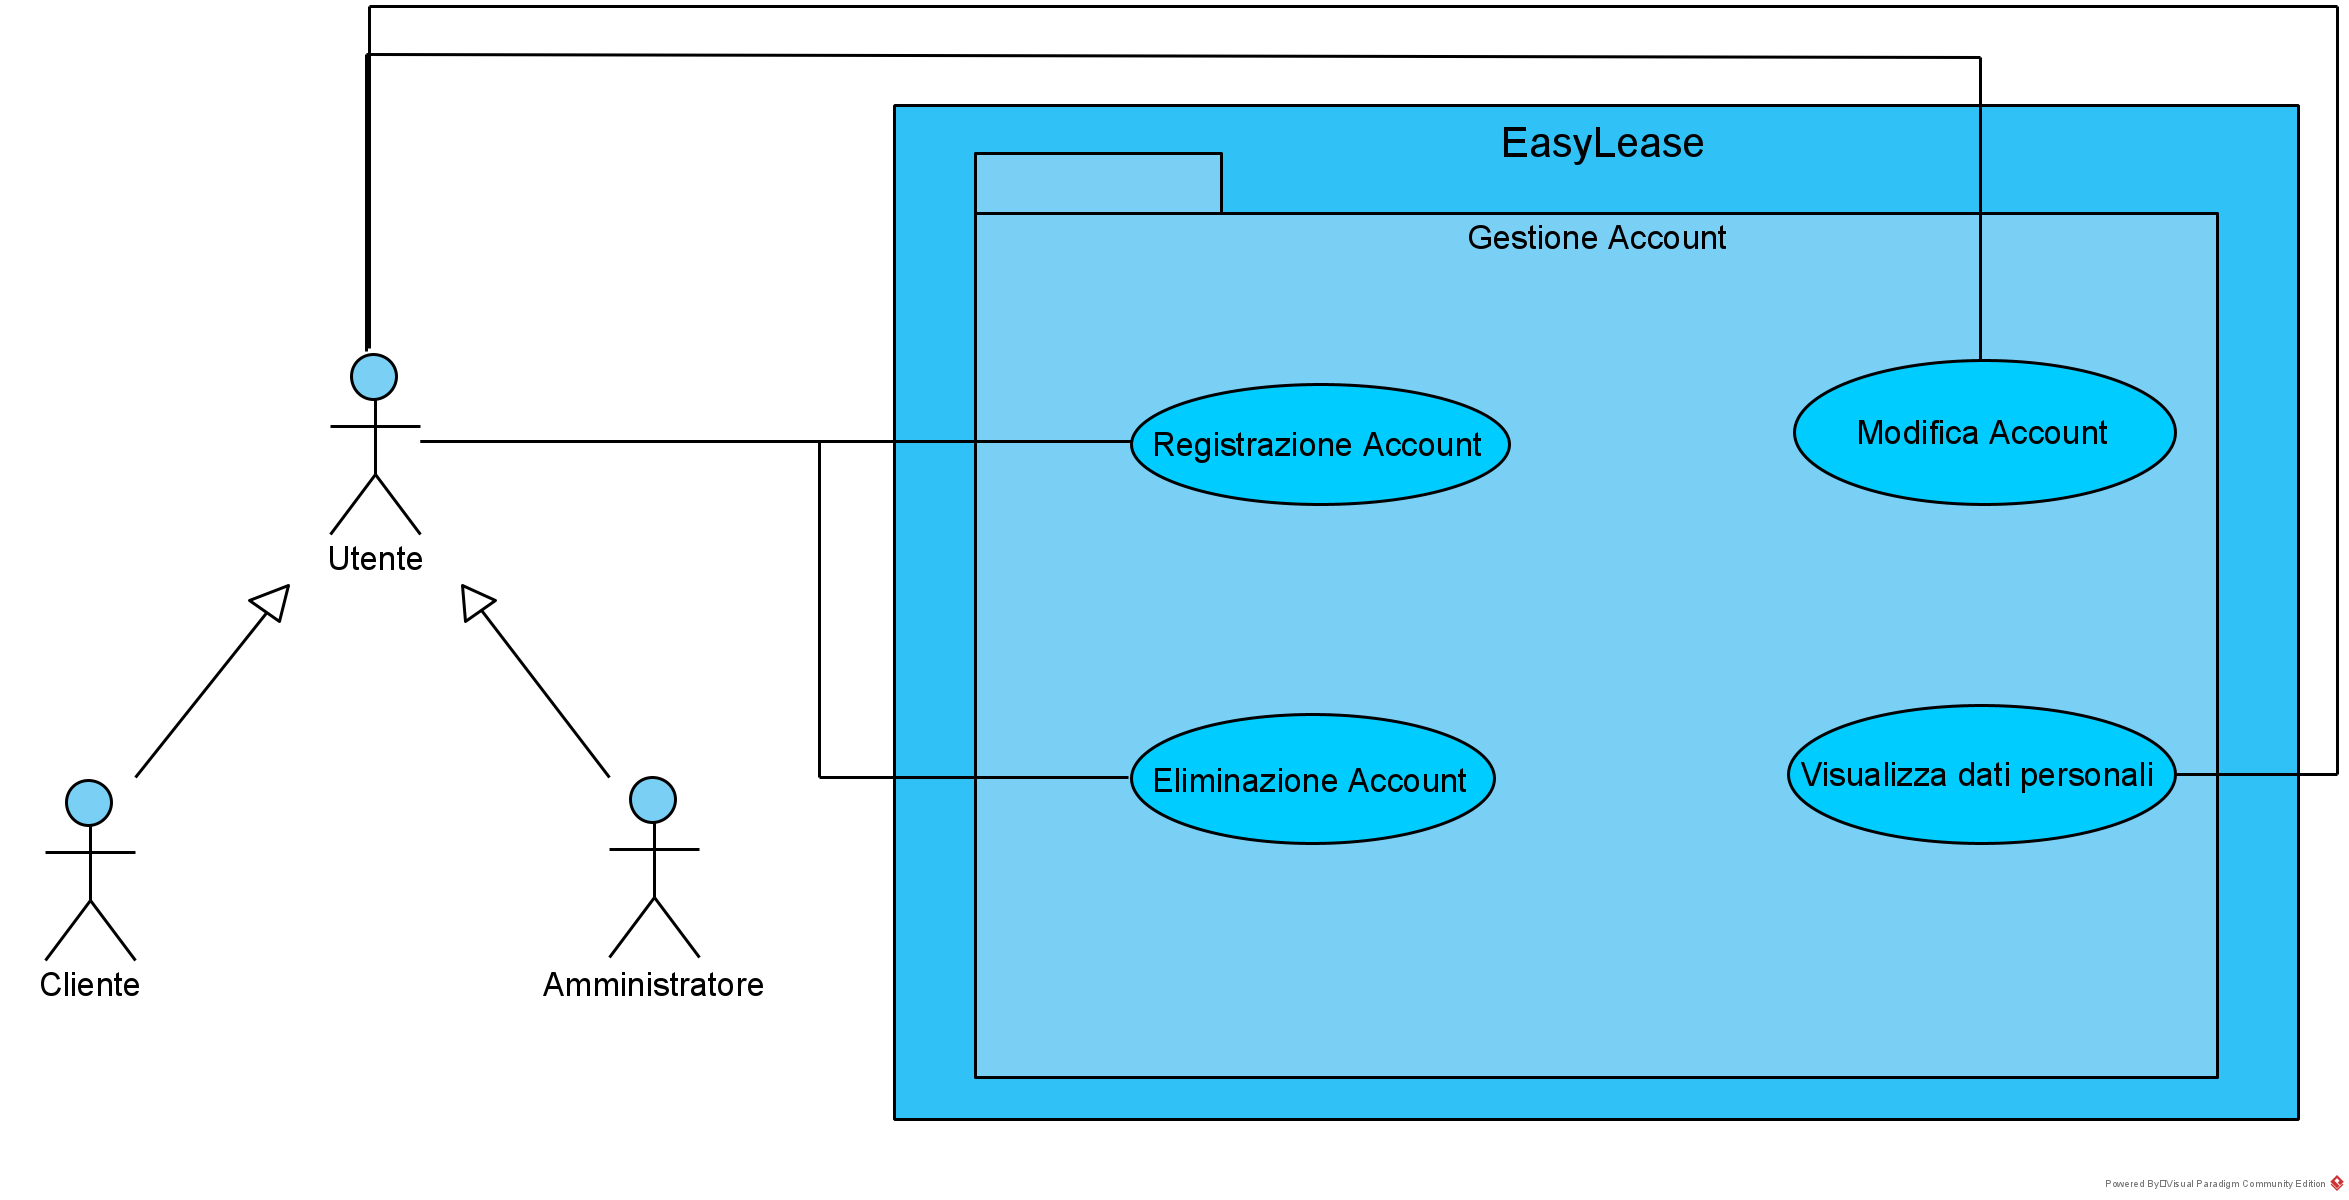 EasyLease
Gestione Account
Registrazione Account
Modifica Account
Utente
Eliminazione Account
Visualizza dati personali
Cliente
Amministratore
Powered By Visual Paradigm Community Edition